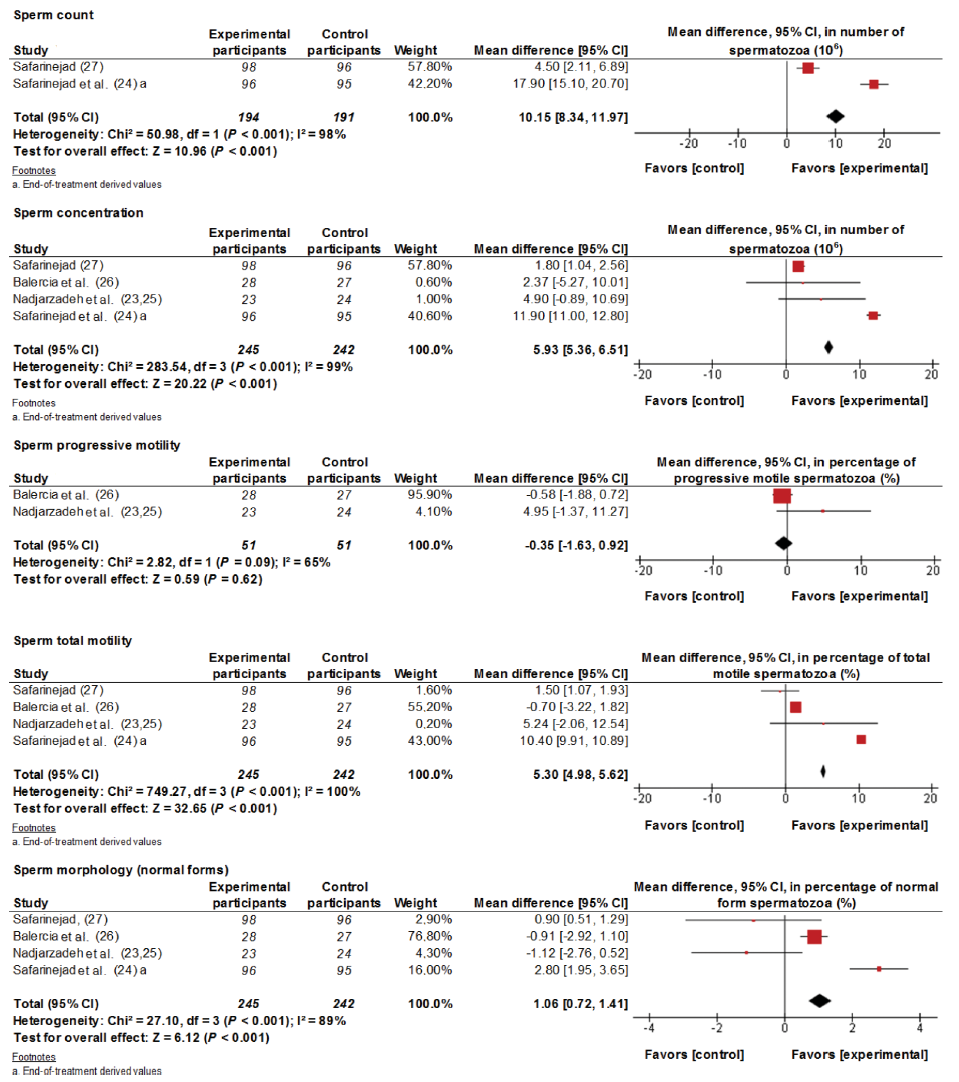 Sperm count
Experimental Control Mean difference, 95% CI, in number of
Study participants participants Weight Mean difference [95% CI] spermatozoa (10⁶)
Safarinejad (27) 98 96 57.80% 4.50 [2.11, 6.89]
Safarinejad et al. (24) a 96 95 42.20% 17.90 [15.10, 20.70]
Total (95% CI) 194 191 100.0% 10.15 [8.34, 11.97]
Heterogeneity: Chi² = 50.98, df = 1 (P < 0.001); I² = 98%
Test for overall effect: Z = 10.96 (P < 0.001)
-20 -10 0 10 20
Footnotes
Favors [control] Favors [experimental]
a. End-of-treatment derived values
Sperm concentration
Experimental Control Mean difference, 95% CI, in number of
Study participants participants Weight Mean difference [95% CI] spermatozoa (10⁶)
Safarinejad (27) 98 96 57.80% 1.80 [1.04, 2.56]
Balercia et al. (26) 28 27 0.60% 2.37 [-5.27, 10.01]
Nadjarzadeh et al. (23,25) 23 24 1.00% 4.90 [-0.89, 10.69]
Safarinejad et al. (24) a 96 95 40.60% 11.90 [11.00, 12.80]
Total (95% CI) 245 242 100.0% 5.93 [5.36, 6.51]
Heterogeneity: Chi² = 283.54, df = 3 (P < 0.001); I² = 99%
-20 -10 0 10 20
Test for overall effect: Z = 20.22 (P < 0.001)
Footnotes Favors [control] Favors [experimental]
a. End-of-treatment derived values
Sperm progressive motility
Experimental Control Mean difference, 95% CI, in percentage of
Study participants participants Weight Mean difference [95% CI] progressive motile spermatozoa (%)
Balercia et al. (26) 28 27 95.90% -0.58 [-1.88, 0.72]
Nadjarzadeh et al. (23,25) 23 24 4.10% 4.95 [-1.37, 11.27]
Total (95% CI) 51 51 100.0% -0.35 [-1.63, 0.92]
Heterogeneity: Chi² = 2.82, df = 1 (P = 0.09); I² = 65%
-20 -10 0 10 20
Test for overall effect: Z = 0.59 (P = 0.62)
Favors [control] Favors [experimental]
Sperm total motility
Experimental Control Mean difference, 95% CI, in percentage of total
Study participants participants Weight Mean difference [95% CI] motile spermatozoa (%)
Safarinejad (27) 98 96 1.60% 1.50 [1.07, 1.93]
Balercia et al. (26) 28 27 55.20% -0.70 [-3.22, 1.82]
Nadjarzadeh et al. (23,25) 23 24 0.20% 5.24 [-2.06, 12.54]
Safarinejad et al. (24) a 96 95 43.00% 10.40 [9.91, 10.89]
Total (95% CI) 245 242 100.0% 5.30 [4.98, 5.62]
Heterogeneity: Chi² = 749.27, df = 3 (P < 0.001); I² = 100%
-20 -10 0 10 20
Test for overall effect: Z = 32.65 (P < 0.001)
Footnotes Favors [control] Favors [experimental]
a. End-of-treatment derived values
Sperm morphology (normal forms)
Experimental Control Mean difference, 95% CI, in percentage of normal
Study participants participants Weight Mean difference [95% CI] form spermatozoa (%)
Safarinejad, (27) 98 96 2.90% 0.90 [0.51, 1.29]
Balercia et al. (26) 28 27 76.80% -0.91 [-2.92, 1.10]
Nadjarzadeh et al. (23,25) 23 24 4.30% -1.12 [-2.76, 0.52]
Safarinejad et al. (24) a 96 95 16.00% 2.80 [1.95, 3.65]
Total (95% CI) 245 242 100.0% 1.06 [0.72, 1.41]
Heterogeneity: Chi² = 27.10, df = 3 (P < 0.001); I² = 89%
-4 -2 0 2 4
Test for overall effect: Z = 6.12 (P < 0.001)
Footnotes Favors [control] Favors [experimental]
a. End-of-treatment derived values